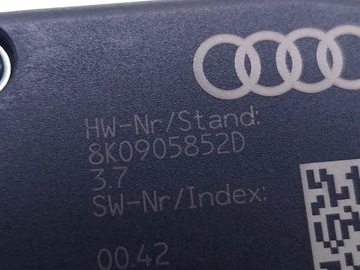 HW-Nr/Stand:
8K0905852D
3.7
SW-Nr/Index:
00.42